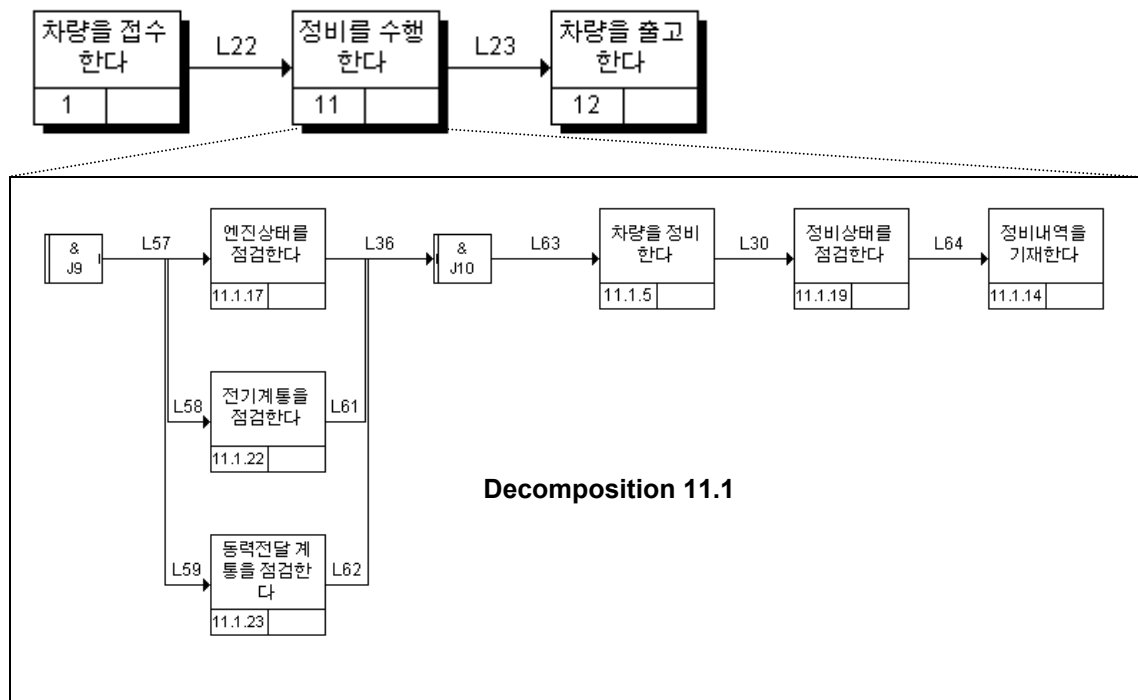 차량을 접수
한다
1
L22
정비를 수행
한다
11
L23
차량을 출고
한다
12
&
J9
L57
엔진상태를
점검한다
11.1.17
L36
&
J10
L63
차량을 정비
한다
11.1.5
L30
정비상태를
점검한다
11.1.19
L64
정비내역을
기재한다
11.1.14
L58
전기계통을
점검한다
11.1.22
L61
Decomposition 11.1
L59
동력전달 계
통을 점검한
다
11.1.23
L62